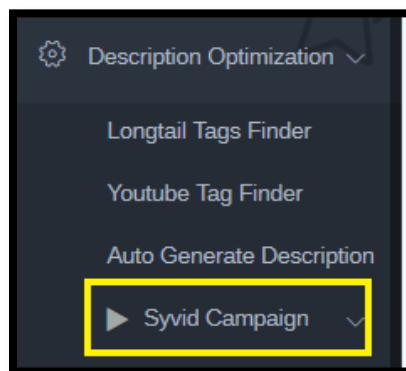 Description Optimization
Longtail Tags Finder
Youtube Tag Finder
Auto Generate Description
Syvid Campaign